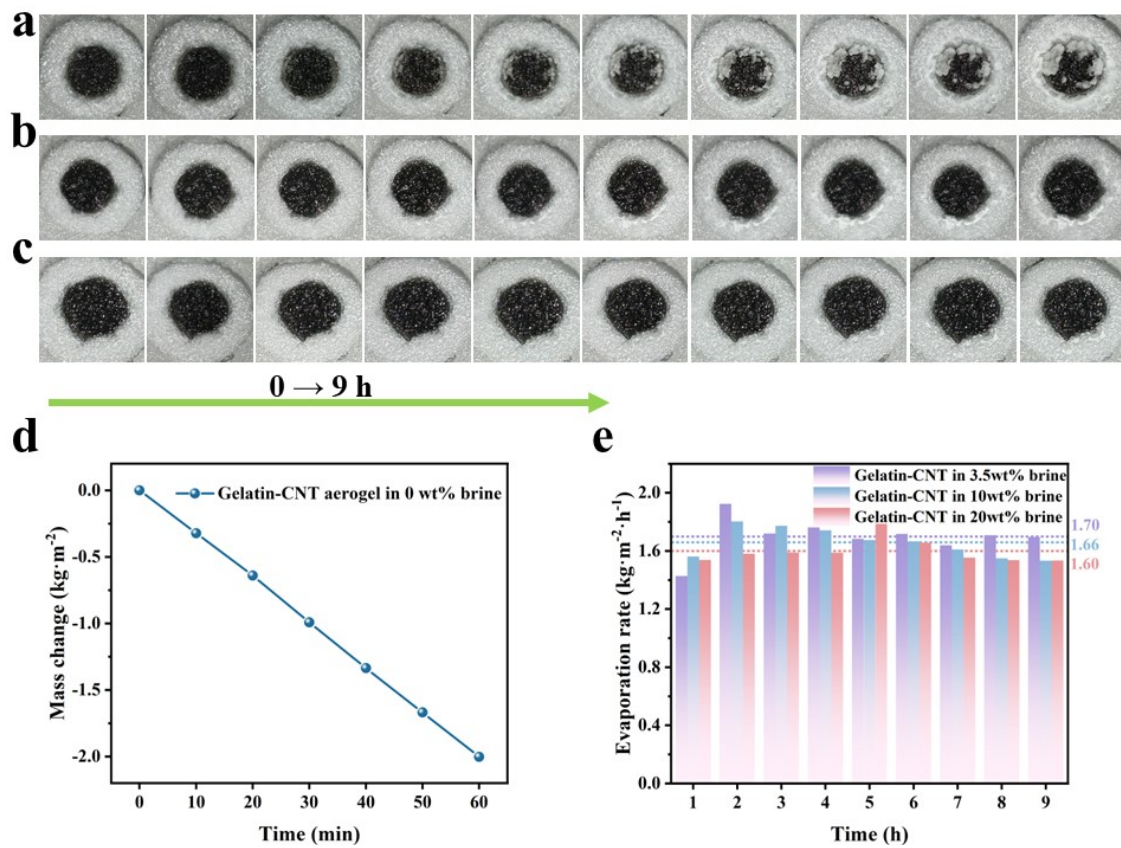 a
b
c
0 → 9 h
d
0.0
-0.5
-1.0
-1.5
-2.0
Mass change (kg·m⁻²)
Gelatin-CNT aerogel in 0 wt% brine
0 10 20 30 40 50 60
Time (min)
e
2.0
1.6
1.2
0.8
0.4
0.0
Evaporation rate (kg·m⁻²·h⁻¹)
Gelatin-CNT in 3.5wt% brine
Gelatin-CNT in 10wt% brine
Gelatin-CNT in 20wt% brine
1.70
1.66
1.60
1 2 3 4 5 6 7 8 9
Time (h)